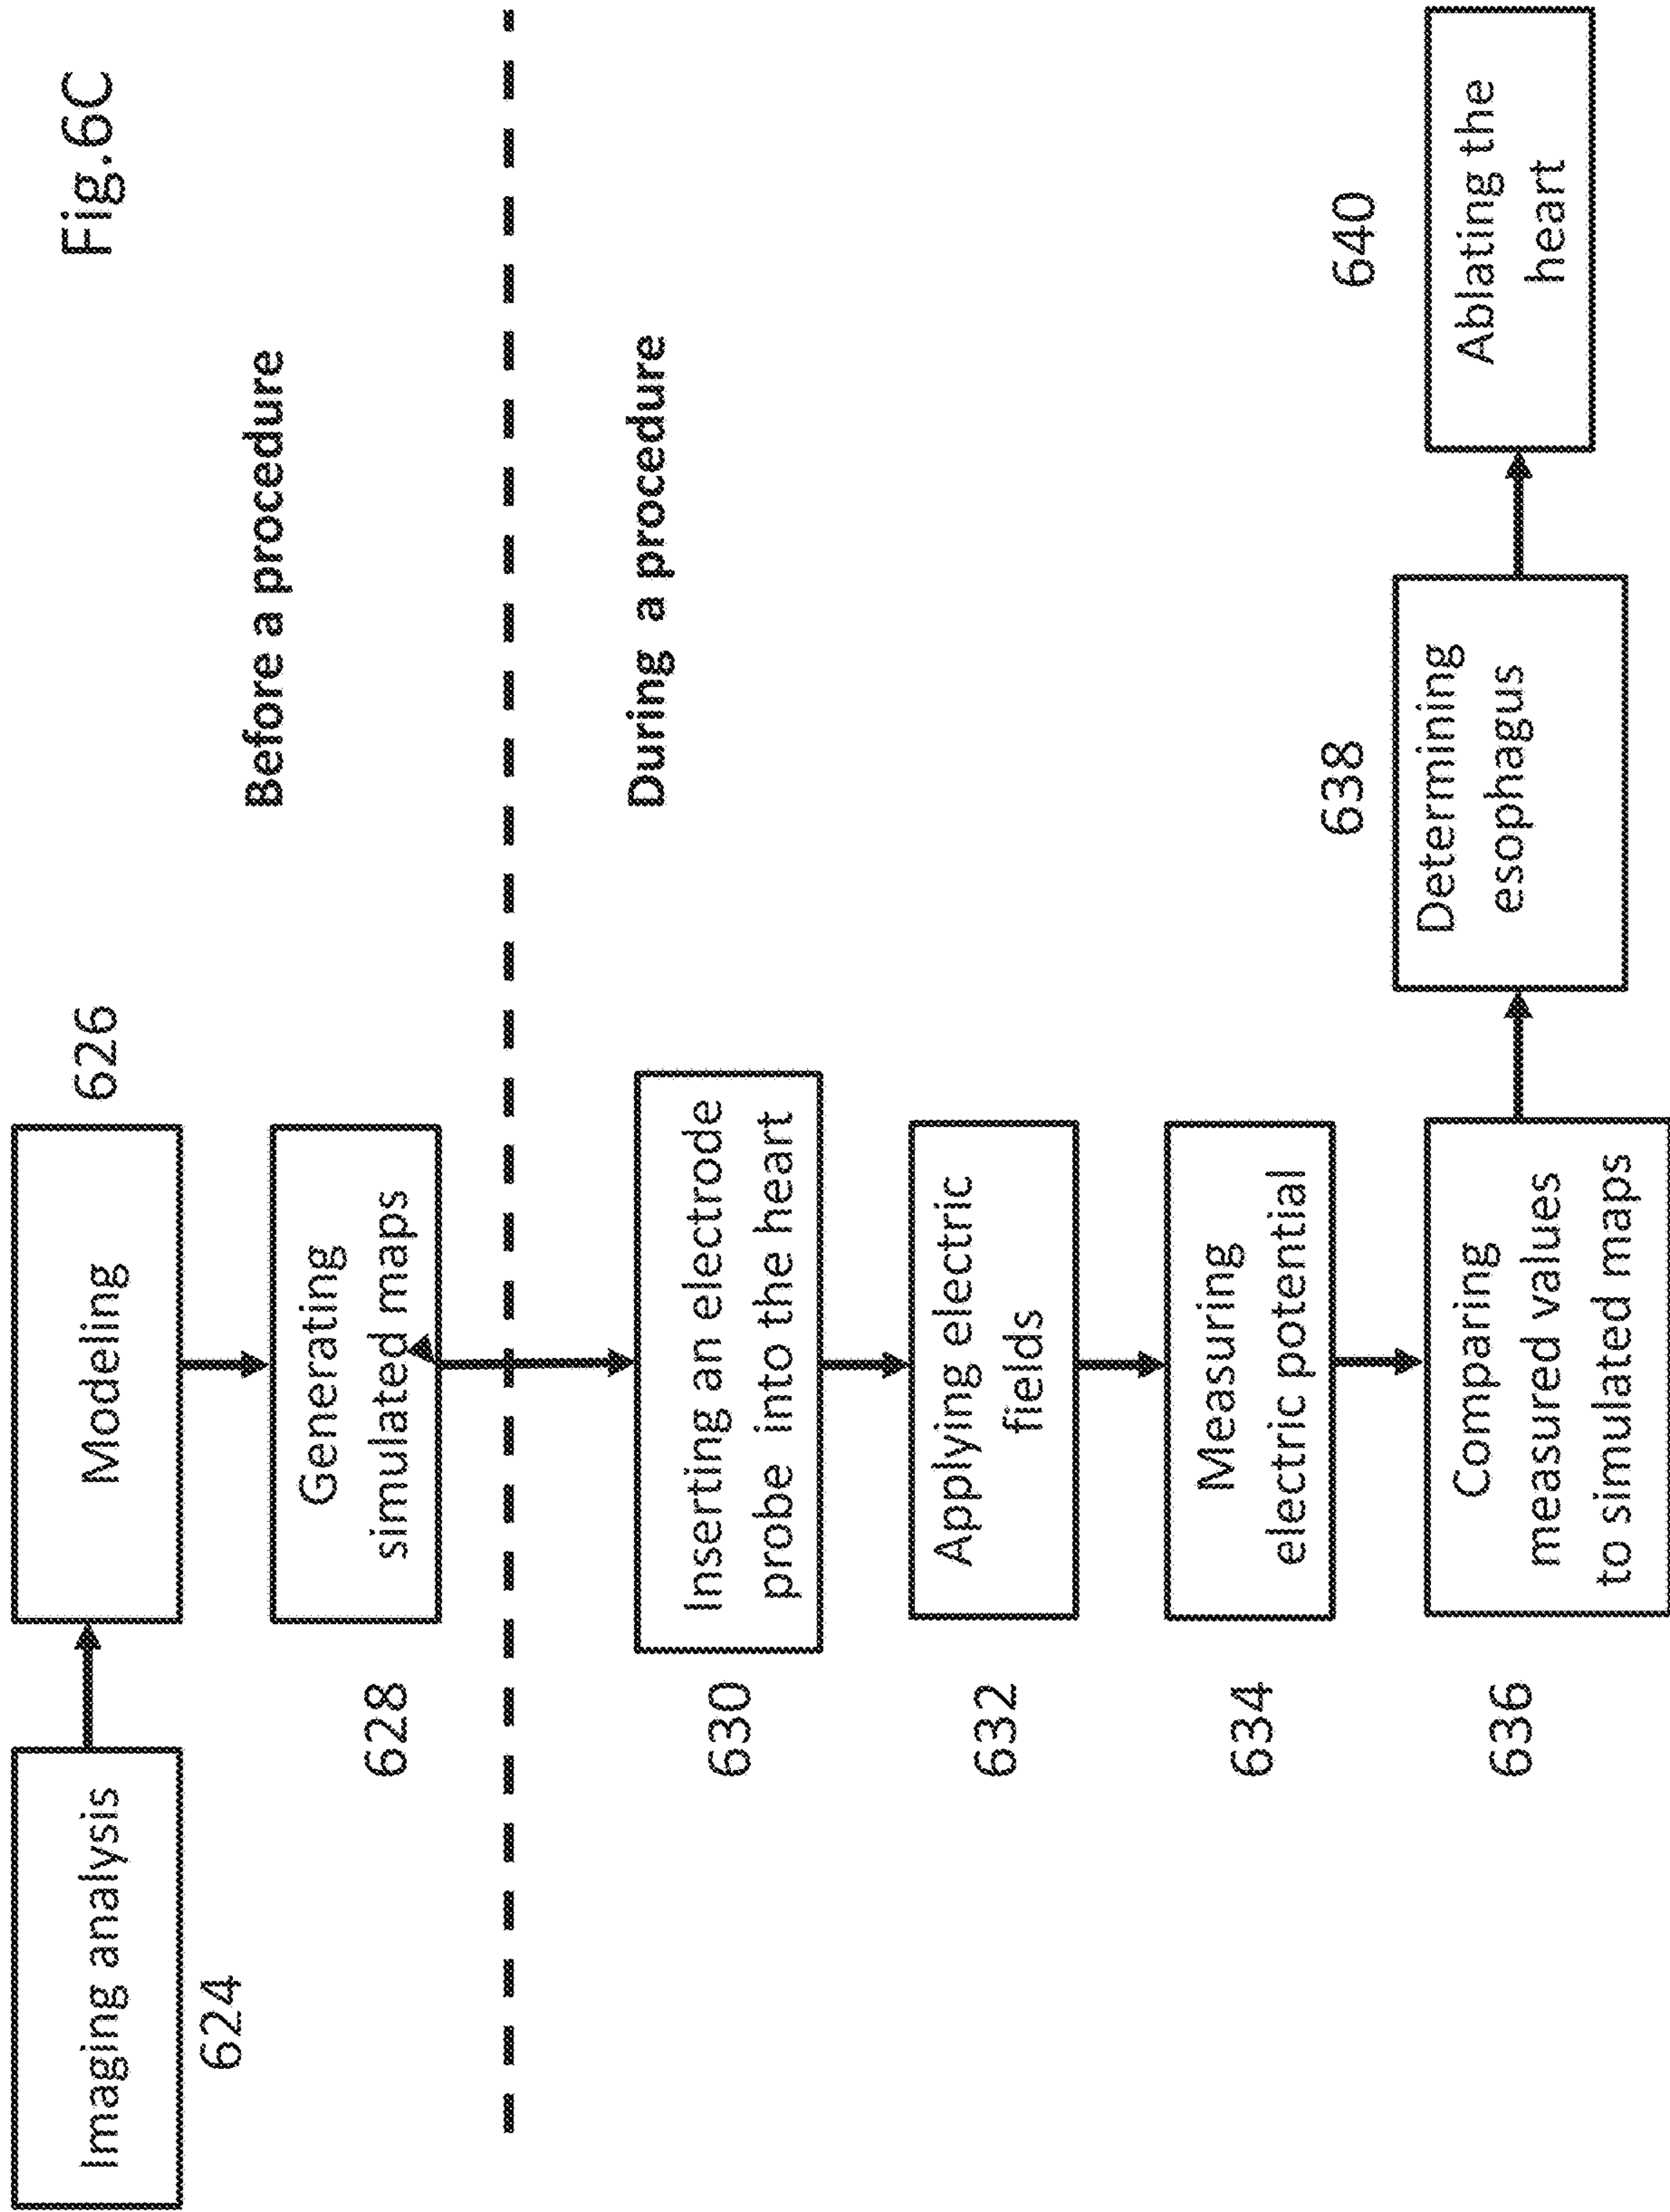 Fig.6C
Imaging analysis
624
Modeling
626
Generating
simulated maps
628
Before a procedure
During a procedure
Inserting an electrode
probe into the heart
630
Applying electric
fields
632
Measuring
electric potential
634
Comparing
measured values
to simulated maps
636
Determining
esophagus
638
Ablating the
heart
640